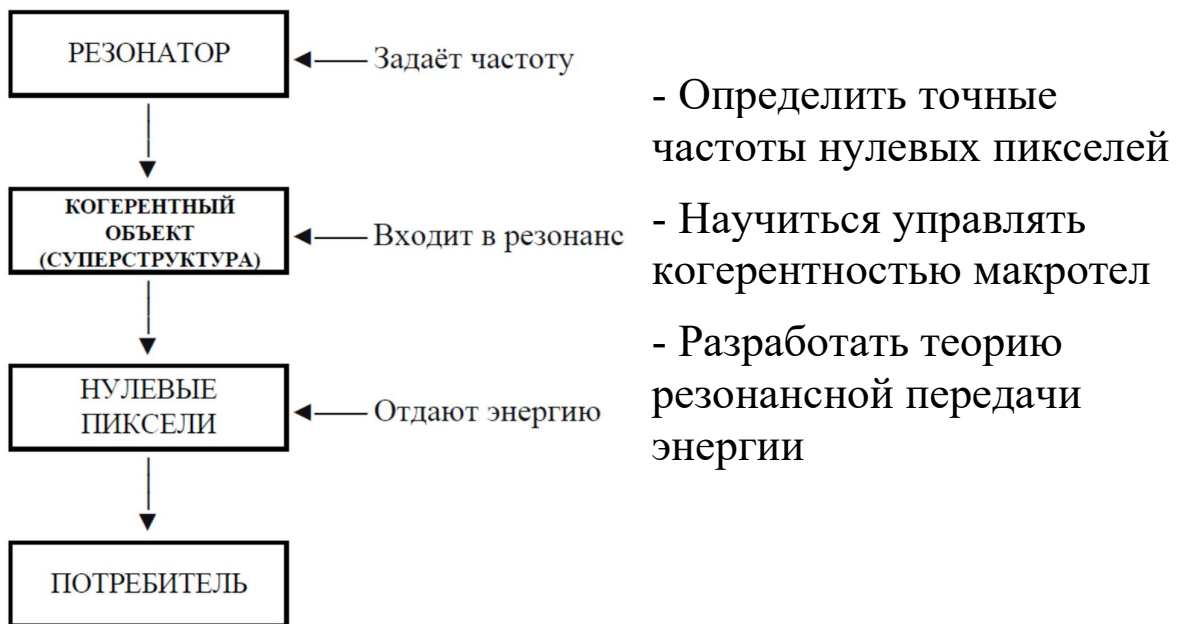 РЕЗОНАТОР
Задаёт частоту
КОГЕРЕНТНЫЙ
ОБЪЕКТ
(СУПЕРСТРУКТУРА)
Входит в резонанс
НУЛЕВЫЕ
ПИКСЕЛИ
Отдают энергию
ПОТРЕБИТЕЛЬ
- Определить точные
частоты нулевых пикселей
- Научиться управлять
когерентностью макротел
- Разработать теорию
резонансной передачи
энергии